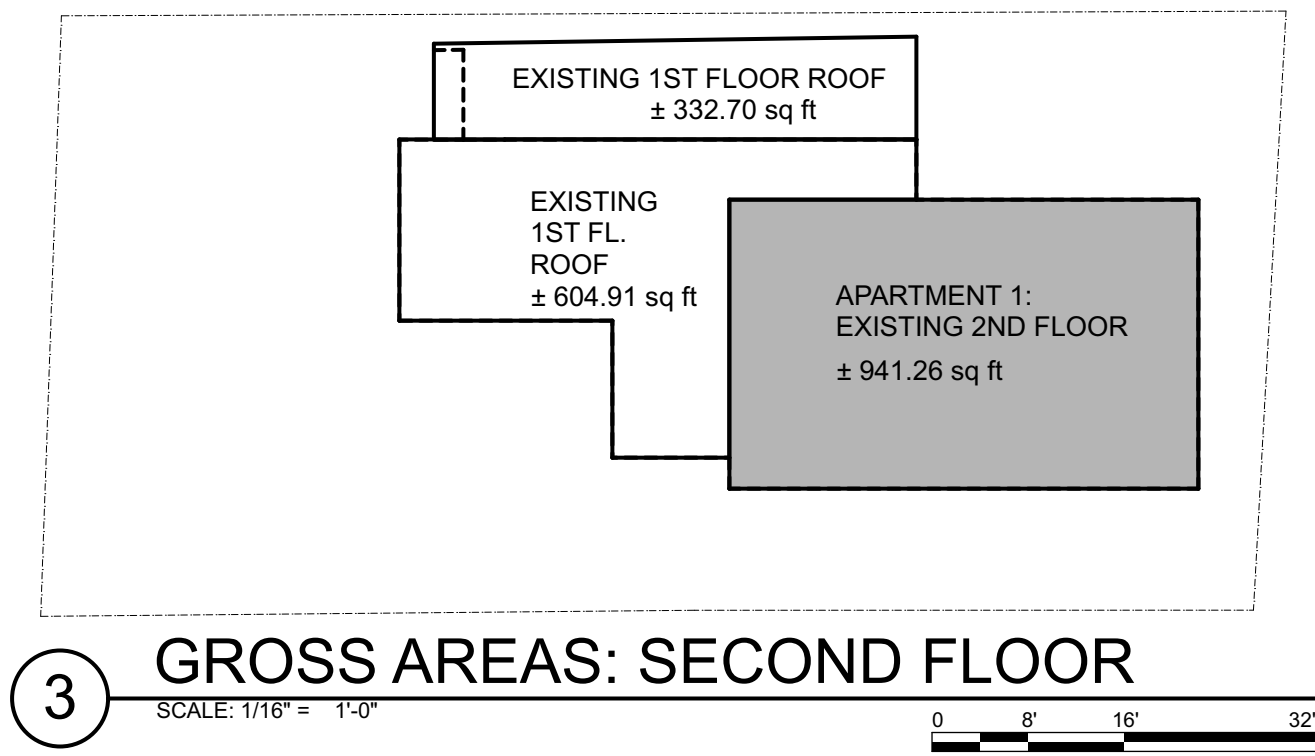 EXISTING 1ST FLOOR ROOF
± 332.70 sq ft
EXISTING
1ST FL.
ROOF
± 604.91 sq ft
APARTMENT 1:
EXISTING 2ND FLOOR
± 941.26 sq ft
3
GROSS AREAS: SECOND FLOOR
SCALE: 1/16" = 1'-0"
0 8' 16' 32'